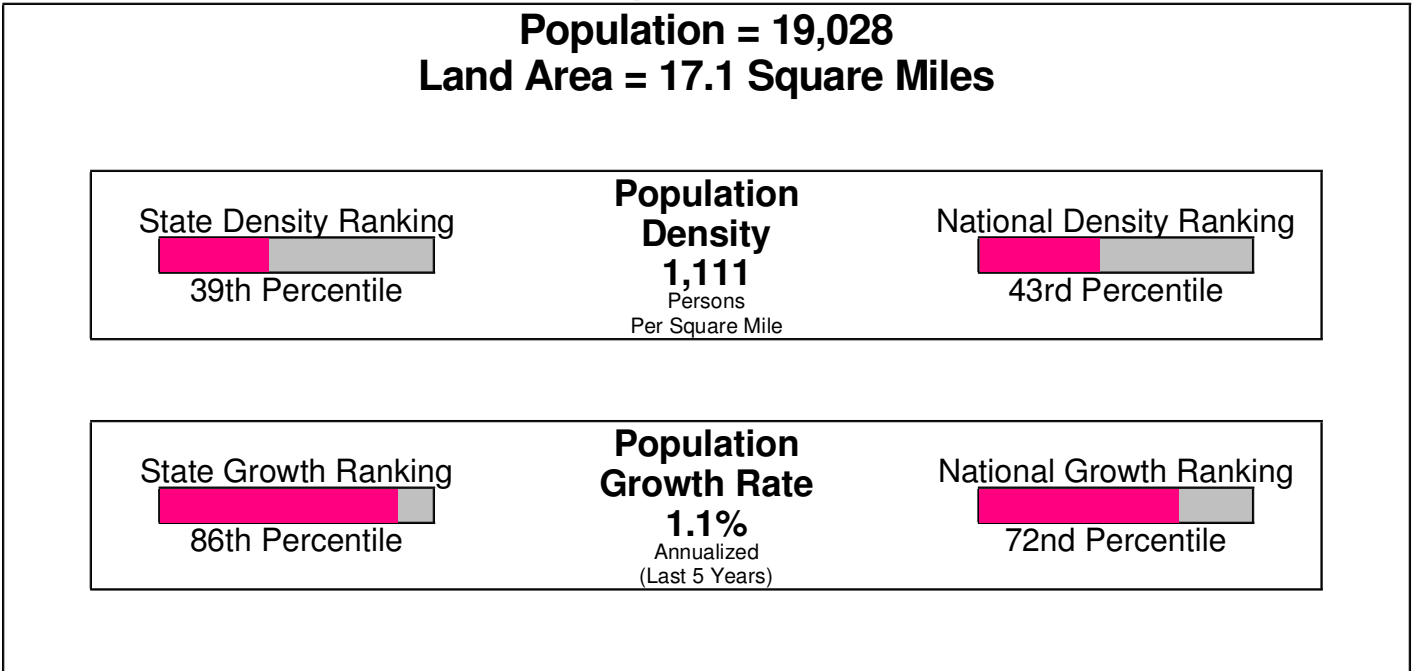 Population = 19,028
Land Area = 17.1 Square Miles
State Density Ranking
39th Percentile
Population
Density
1,111
Persons
Per Square Mile
National Density Ranking
43rd Percentile
State Growth Ranking
86th Percentile
Population
Growth Rate
1.1%
Annualized
(Last 5 Years)
National Growth Ranking
72nd Percentile